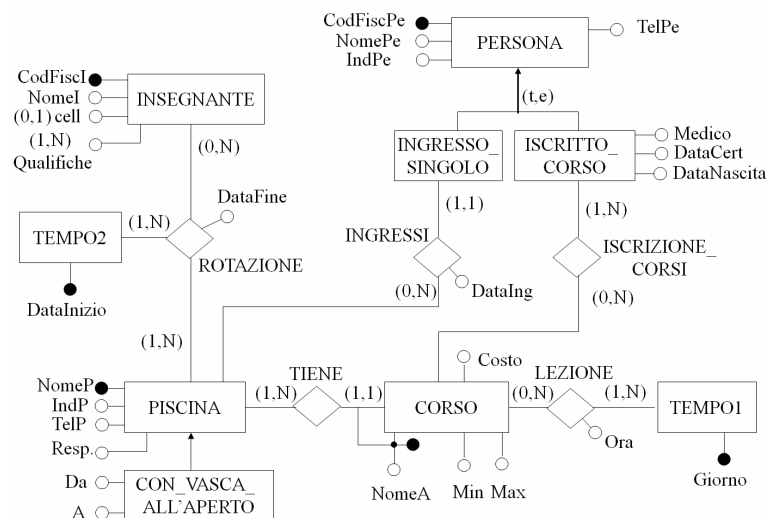 CodFiscPe
NomePe
IndPe
PERSONA
TelPe
CodFiscI
NomeI
(0,1) cell
(1,N)
Qualifiche
INSEGNANTE
(0,N)
(t,e)
INGRESSO_
SINGOLO
ISCRITTO_
CORSO
Medico
DataCert
DataNascita
(1,1)
(1,N)
DataFine
(1,N)
TEMPO2
ROTAZIONE
INGRESSI
ISCRIZIONE_
CORSI
DataInizio
(0,N)
DataIng
(0,N)
(1,N)
Costo
NomeP
IndP
TelP
Resp.
PISCINA
(1,N)
TIENE
(1,1)
CORSO
(0,N)
LEZIONE
(1,N)
TEMPO1
Ora
Giorno
NomeA
Min
Max
Da
A
CON_VASCA_
ALL'APERTO